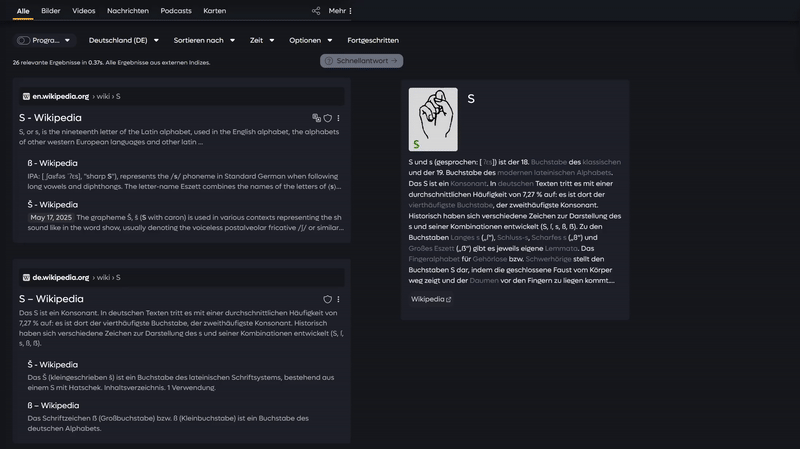 Alle Bilder Videos Nachrichten Podcasts Karten Mehr
Progra... Deutschland (DE) Sortieren nach Zeit Optionen Fortgeschritten
26 relevante Ergebnisse in 0.37s. Alle Ergebnisse aus externen Indizes.
Schnellantwort →
en.wikipedia.org › wiki › S
S - Wikipedia
S, or s, is the nineteenth letter of the Latin alphabet, used in the English alphabet, the alphabets
of other western European languages and other latin ...
ß - Wikipedia
IPA: [ˌʃaʁfəs ˈʔɛs], "sharp S"), represents the /s/ phoneme in Standard German when following
long vowels and diphthongs. The letter-name Eszett combines the names of the letters of ⟨s⟩...
Š - Wikipedia
May 17, 2025 The grapheme Š, š (S with caron) is used in various contexts representing the sh
sound like in the word show, usually denoting the voiceless postalveolar fricative /ʃ/ or similar...
de.wikipedia.org › wiki › S
S – Wikipedia
Das S ist ein Konsonant. In deutschen Texten tritt es mit einer durchschnittlichen Häufigkeit von
7,27 % auf: es ist dort der vierthäufigste Buchstabe, der zweithäufigste Konsonant. Historisch
haben sich verschiedene Zeichen zur Darstellung des s und seiner Kombinationen entwickelt (S, ſ,
s, ß, ẞ).
Š - Wikipedia
Das Š (kleingeschrieben š) ist ein Buchstabe des lateinischen Schriftsystems, bestehend aus
einem S mit Hatschek. Inhaltsverzeichnis. 1 Verwendung.
ß – Wikipedia
Das Schriftzeichen ẞ (Großbuchstabe) bzw. ß (Kleinbuchstabe) ist ein Buchstabe des
deutschen Alphabets.
S
S
S und s (gesprochen: [ˈʔɛs]) ist der 18. Buchstabe des klassischen
und der 19. Buchstabe des modernen lateinischen Alphabets.
Das S ist ein Konsonant. In deutschen Texten tritt es mit einer
durchschnittlichen Häufigkeit von 7,27 % auf: es ist dort der
vierthäufigste Buchstabe, der zweithäufigste Konsonant.
Historisch haben sich verschiedene Zeichen zur Darstellung des
s und seiner Kombinationen entwickelt (S, ſ, s, ß, ẞ). Zu den
Buchstaben Langes s („ſ“), Schluss-s, Scharfes s („ß“) und
Großes Eszett („ẞ“) gibt es jeweils eigene Lemmata. Das
Fingeralphabet für Gehörlose bzw. Schwerhörige stellt den
Buchstaben S dar, indem die geschlossene Faust vom Körper
weg zeigt und der Daumen vor den Fingern zu liegen kommt....
Wikipedia